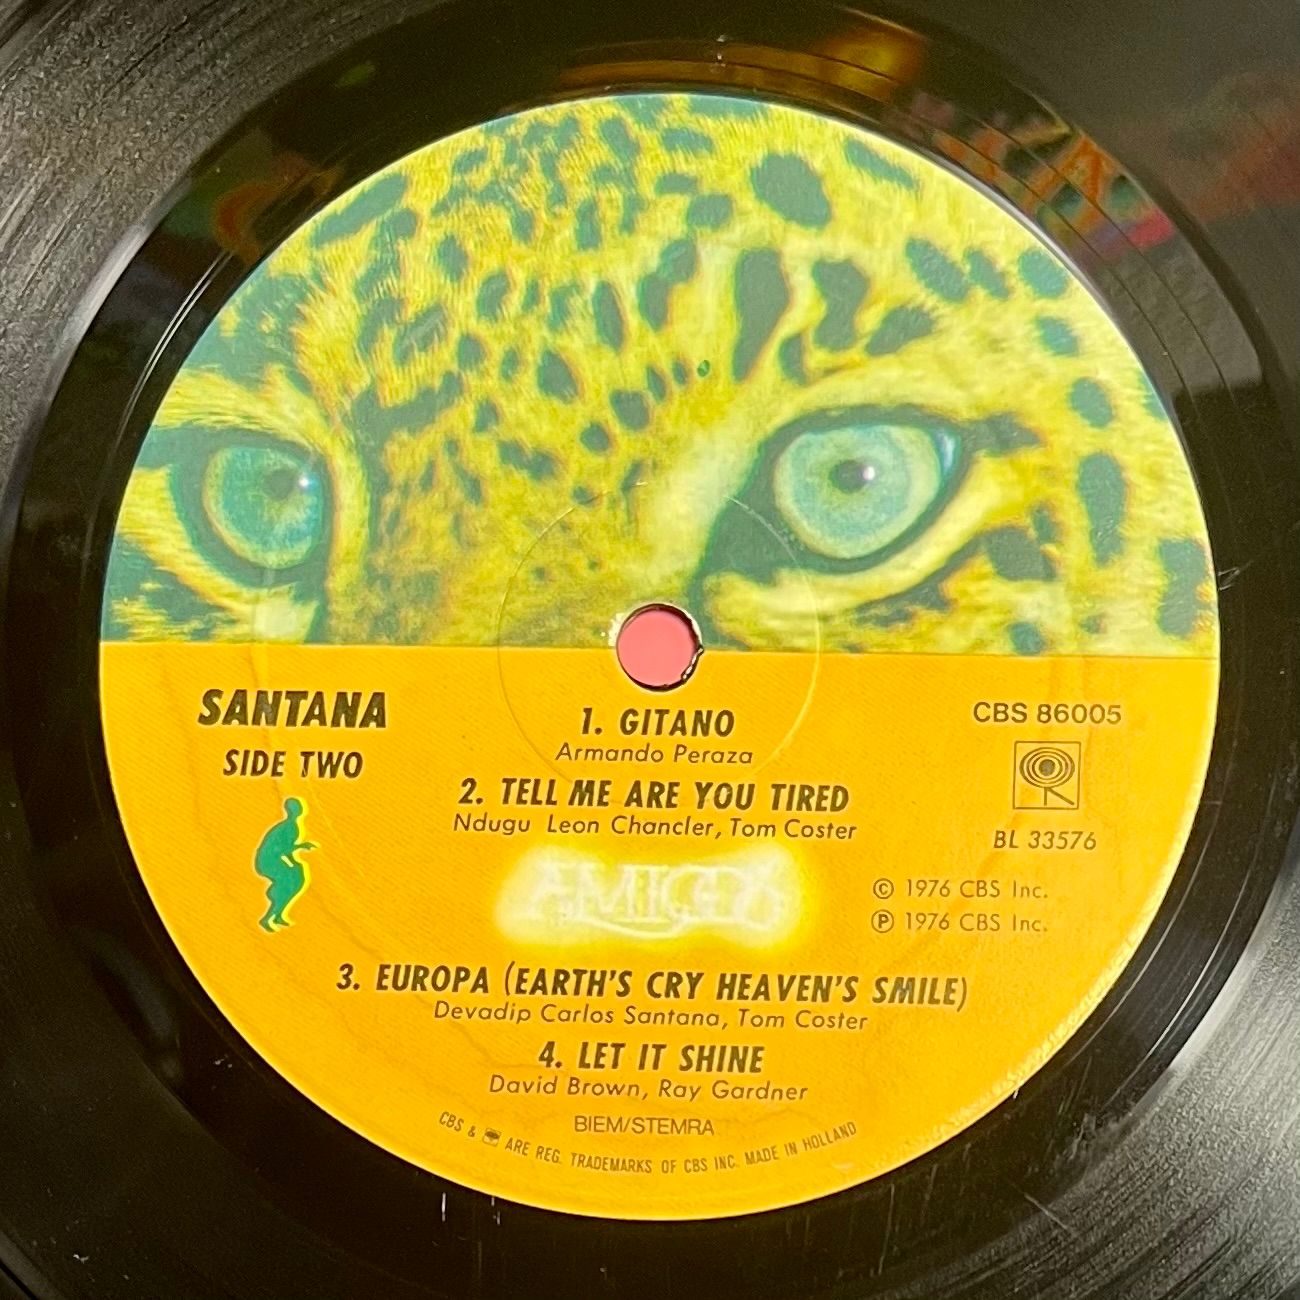 SANTANA
SIDE TWO
1. GITANO
Armando Peraza
2. TELL ME ARE YOU TIRED
Ndugu Leon Chancler, Tom Coster
AMIGOS
CBS 86005
BL 33576
© 1976 CBS Inc.
℗ 1976 CBS Inc.
3. EUROPA (EARTH'S CRY HEAVEN'S SMILE)
Devadip Carlos Santana, Tom Coster
4. LET IT SHINE
David Brown, Ray Gardner
BIEM/STEMRA
CBS & ARE REG. TRADEMARKS OF CBS INC. MADE IN HOLLAND